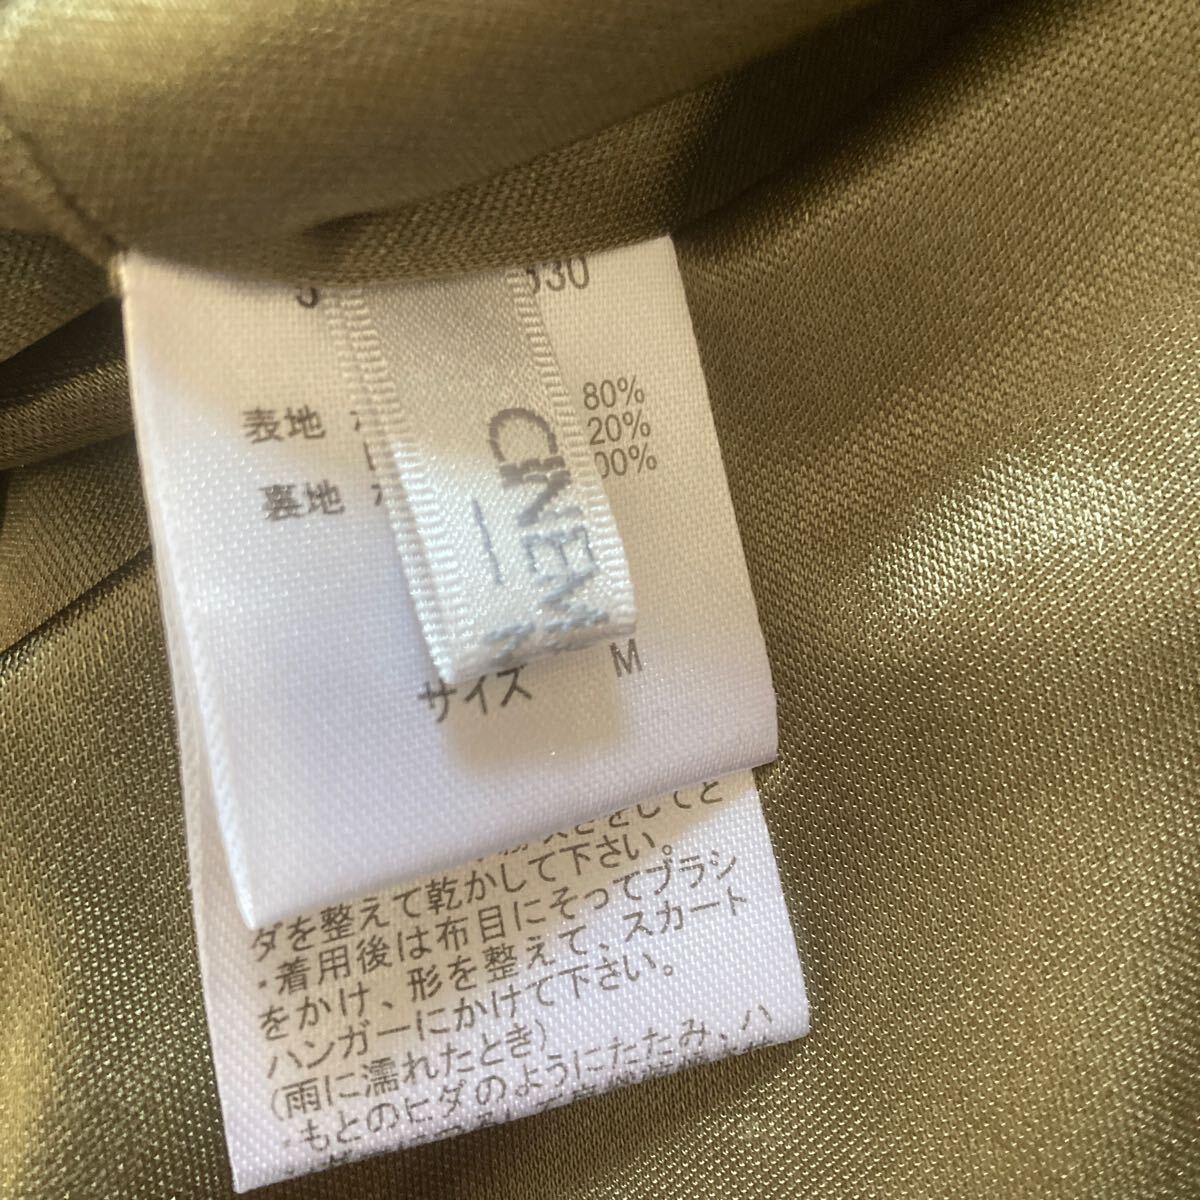 530
表地
80%
20%
裏地
00%
CINEM
サイズ M
をしてと
ダを整えて乾かして下さい。
・着用後は布目にそってブラシ
をかけ、形を整えて、スカート
ハンガーにかけて下さい。
(雨に濡れたとき)
・もとのヒダのようにたたみ、ハ